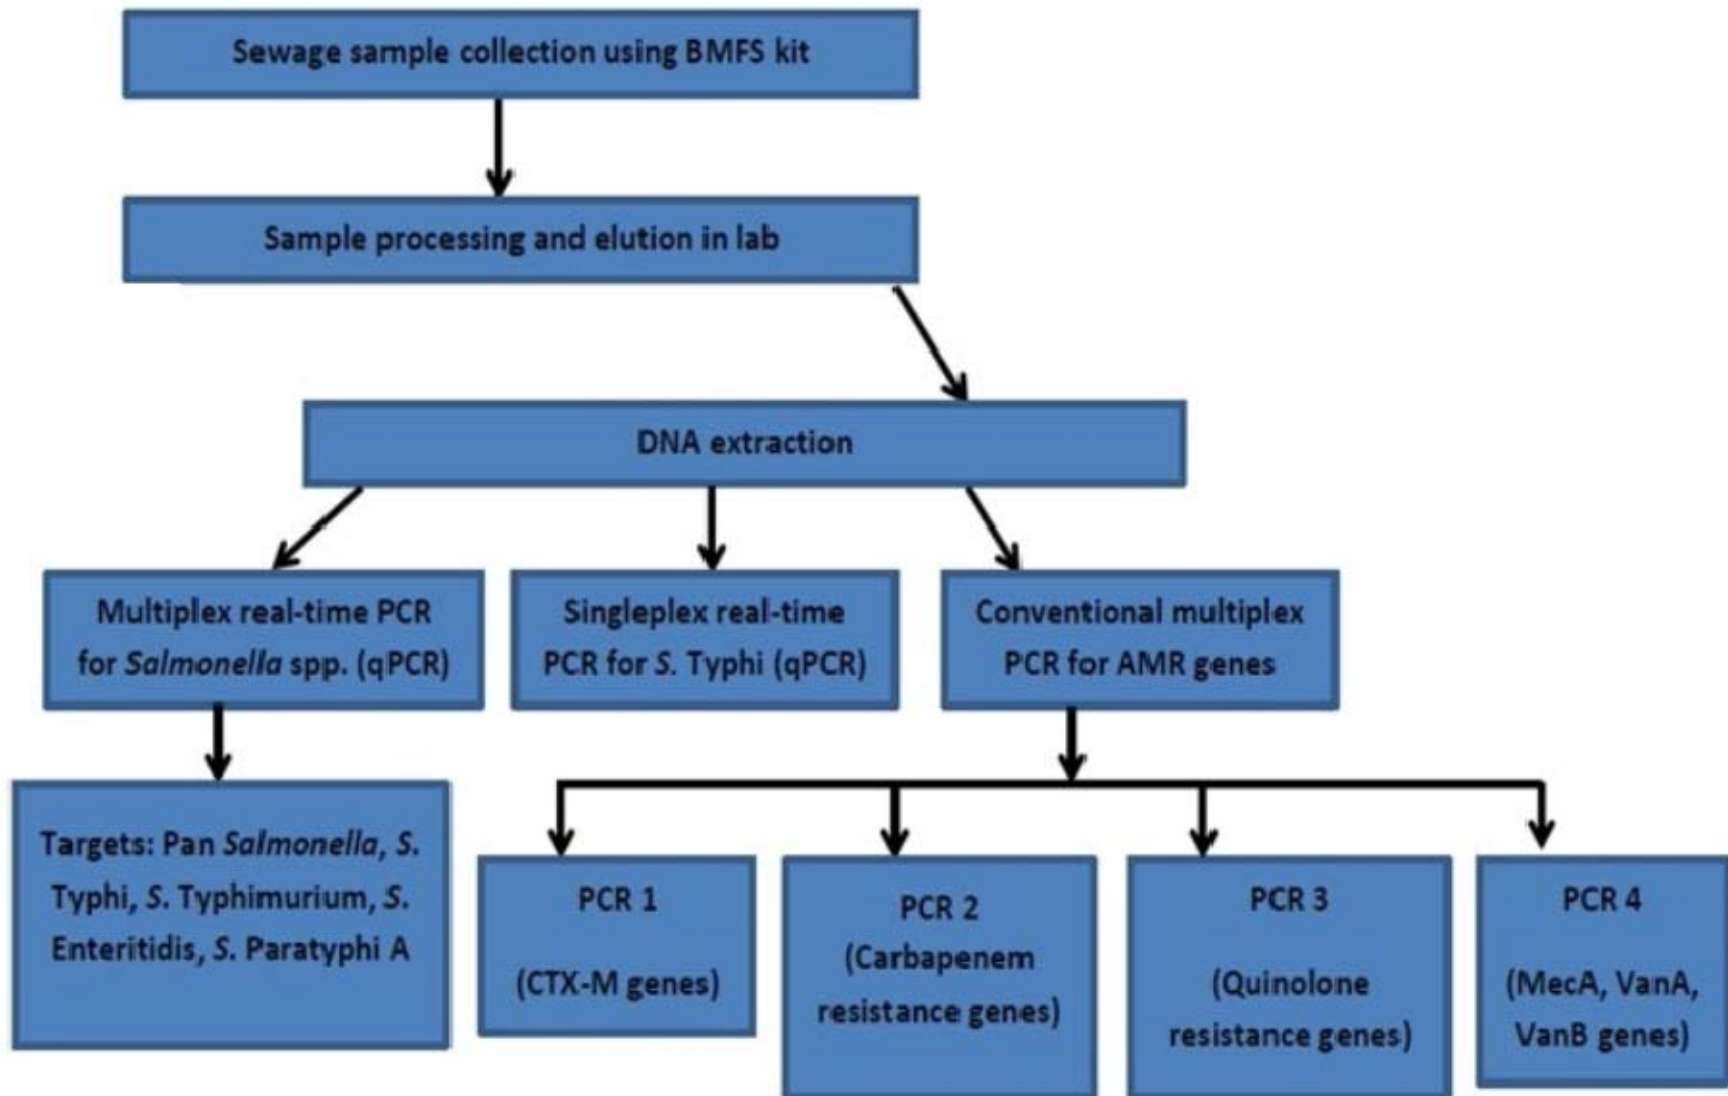 Sewage sample collection using BMFS kit
Sample processing and elution in lab
DNA extraction
Multiplex real-time PCR
for Salmonella spp. (qPCR)
Singleplex real-time
PCR for S. Typhi (qPCR)
Conventional multiplex
PCR for AMR genes
Targets: Pan Salmonella, S.
Typhi, S. Typhimurium, S.
Enteritidis, S. Paratyphi A
PCR 1
(CTX-M genes)
PCR 2
(Carbapenem
resistance genes)
PCR 3
(Quinolone
resistance genes)
PCR 4
(MecA, VanA,
VanB genes)